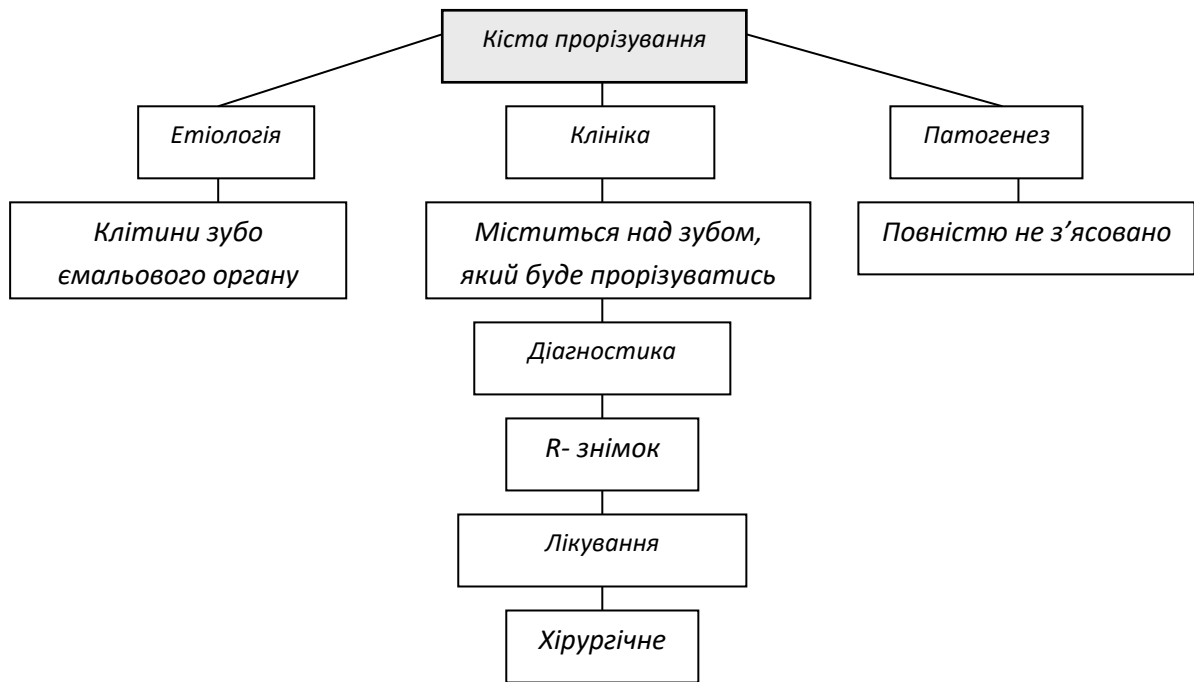 Кіста прорізування
Етіологія
Клініка
Патогенез
Клітини зубо
ємальового органу
Міститься над зубом,
який буде прорізуватись
Повністю не з’ясовано
Діагностика
R- знімок
Лікування
Хірургічне